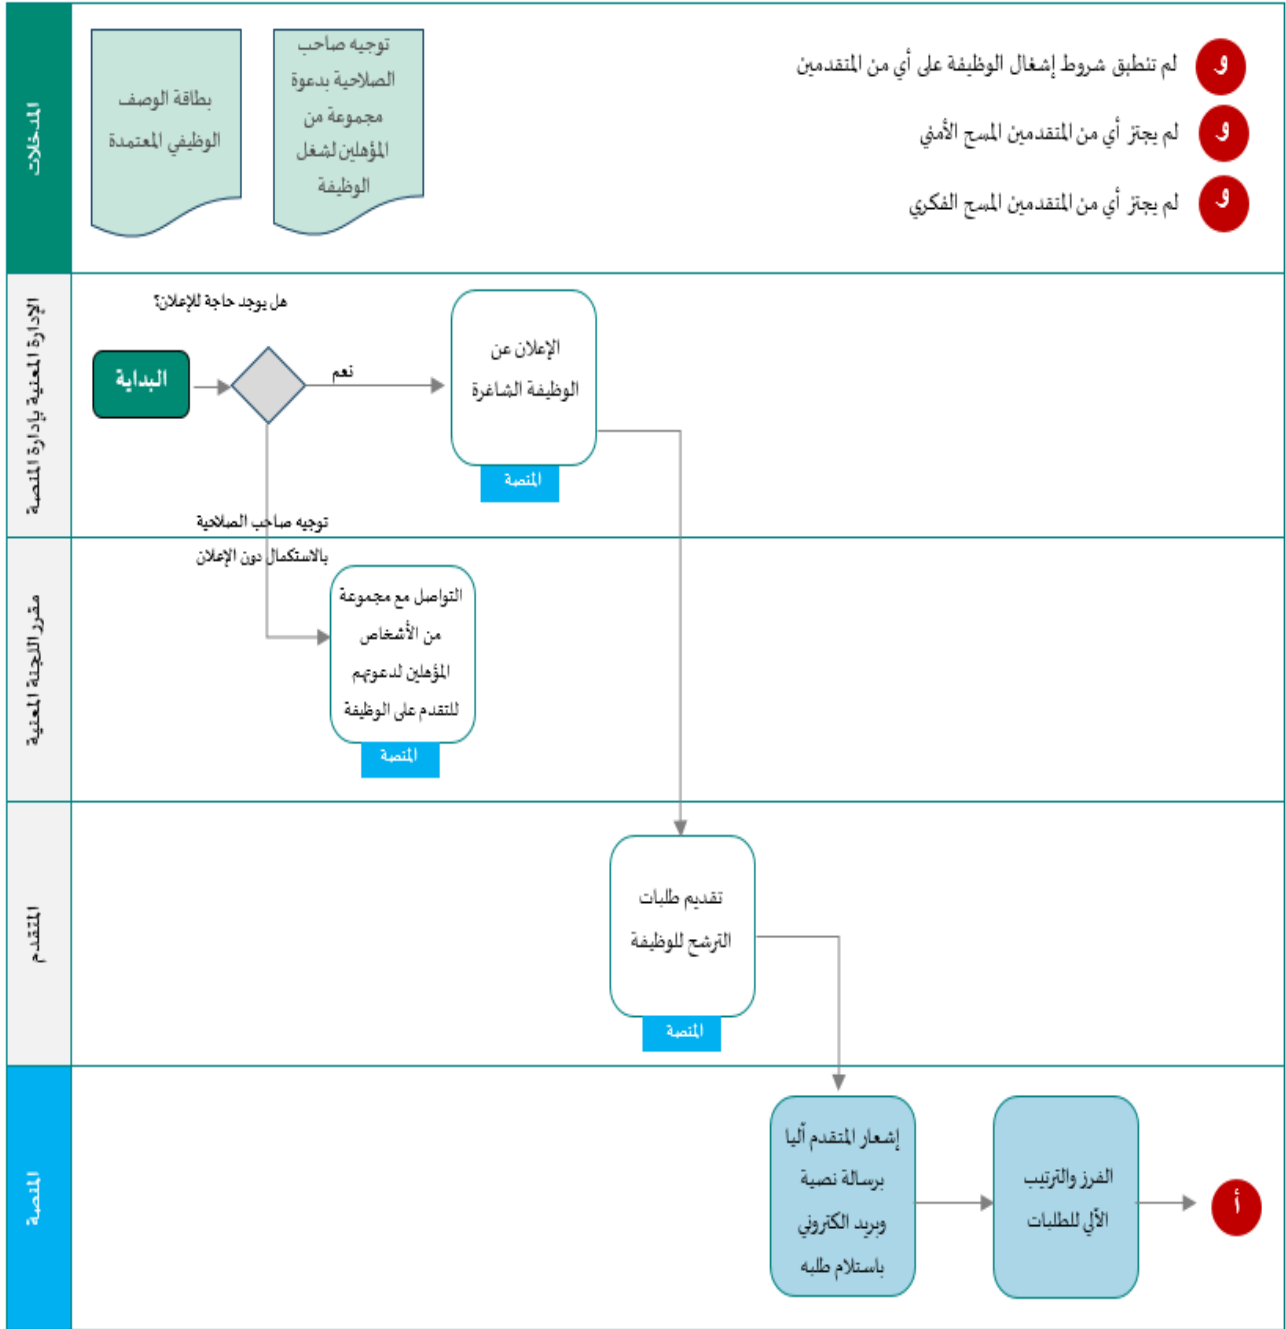 المدخلات
بطاقة الوصف
الوظيفي المعتمدة
توجيه صاحب
الصلاحية بدعوة
مجموعة من
المؤهلين لشغل
الوظيفة
و
لم تنطبق شروط إشغال الوظيفة على أي من المتقدمين
و
لم يجتز أي من المتقدمين المسح الأمني
و
لم يجتز أي من المتقدمين المسح الفكري
الإدارة المعنية بإدارة المنصة
هل يوجد حاجة للإعلان؟
البداية
نعم
الإعلان عن
الوظيفة الشاغرة
المنصة
توجيه صاحب الصلاحية
بالاستكمال دون الإعلان
مقرر اللجنة المعنية
التواصل مع مجموعة
من الأشخاص
المؤهلين لدعوتهم
للتقدم على الوظيفة
المنصة
المتقدم
تقديم طلبات
الترشح للوظيفة
المنصة
المنصة
إشعار المتقدم آليا
برسالة نصية
وبريد الكتروني
باستلام طلبه
الفرز والترتيب
الآلي للطلبات
أ